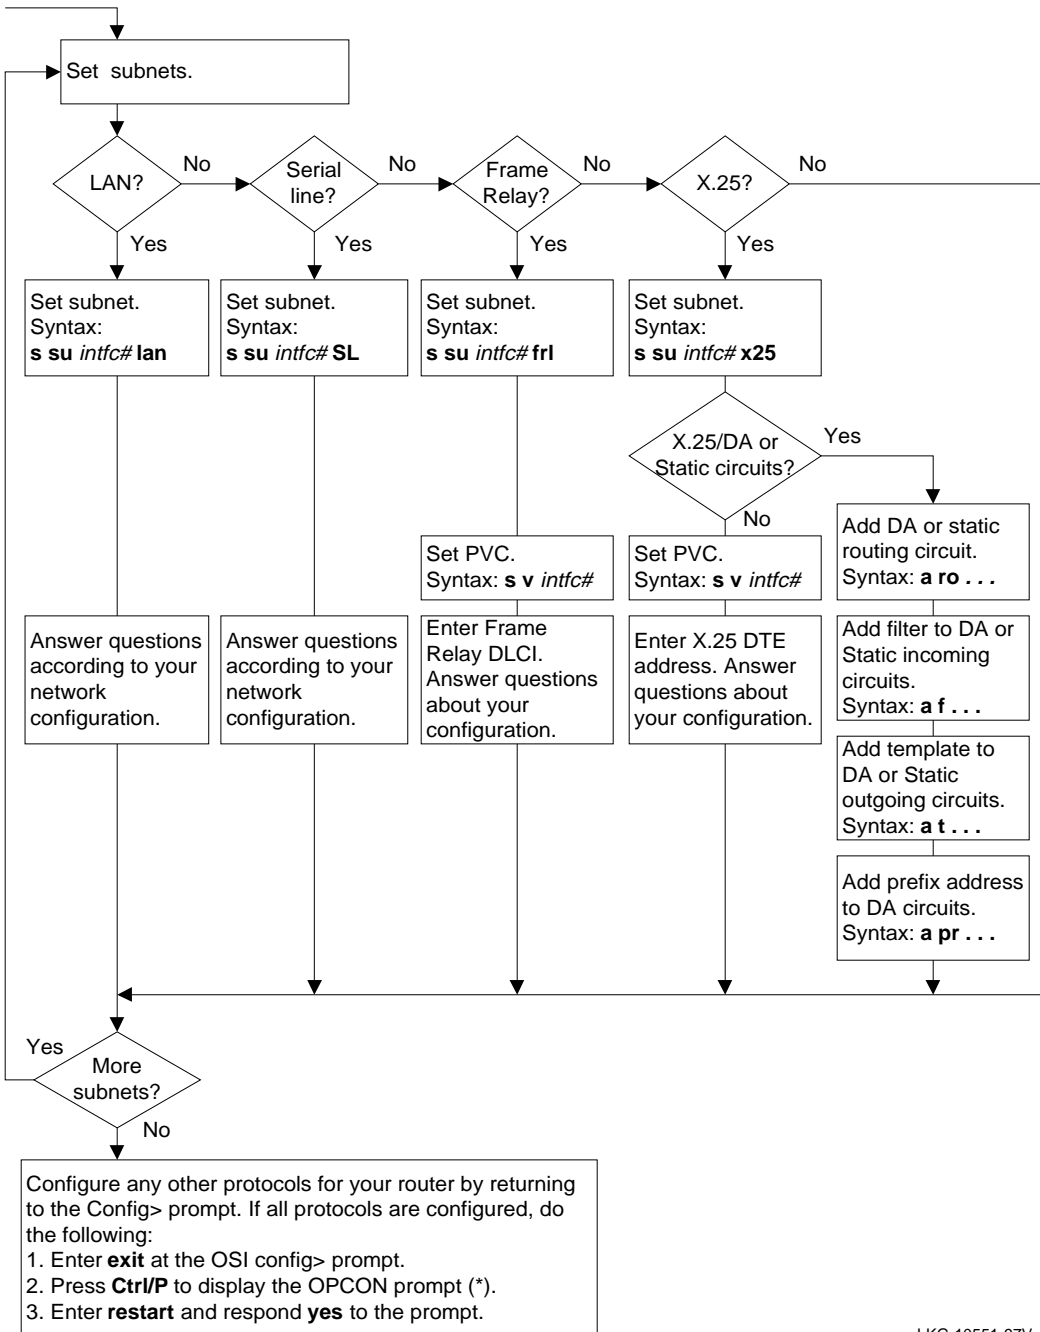 Set subnets.
LAN?
No
Serial
line?
No
Frame
Relay?
No
X.25?
No
Yes
Yes
Yes
Yes
Set subnet.
Syntax:
s su intfc# lan
Set subnet.
Syntax:
s su intfc# SL
Set subnet.
Syntax:
s su intfc# frl
Set subnet.
Syntax:
s su intfc# x25
X.25/DA or
Static circuits?
Yes
No
Set PVC.
Syntax: s v intfc#
Set PVC.
Syntax: s v intfc#
Add DA or static
routing circuit.
Syntax: a ro . . .
Answer questions
according to your
network
configuration.
Answer questions
according to your
network
configuration.
Enter Frame
Relay DLCI.
Answer questions
about your
configuration.
Enter X.25 DTE
address. Answer
questions about
your configuration.
Add filter to DA or
Static incoming
circuits.
Syntax: a f . . .
Add template to
DA or Static
outgoing circuits.
Syntax: a t . . .
Add prefix address
to DA circuits.
Syntax: a pr . . .
Yes
More
subnets?
No
Configure any other protocols for your router by returning
to the Config> prompt. If all protocols are configured, do
the following:
1. Enter exit at the OSI config> prompt.
2. Press Ctrl/P to display the OPCON prompt (*).
3. Enter restart and respond yes to the prompt.